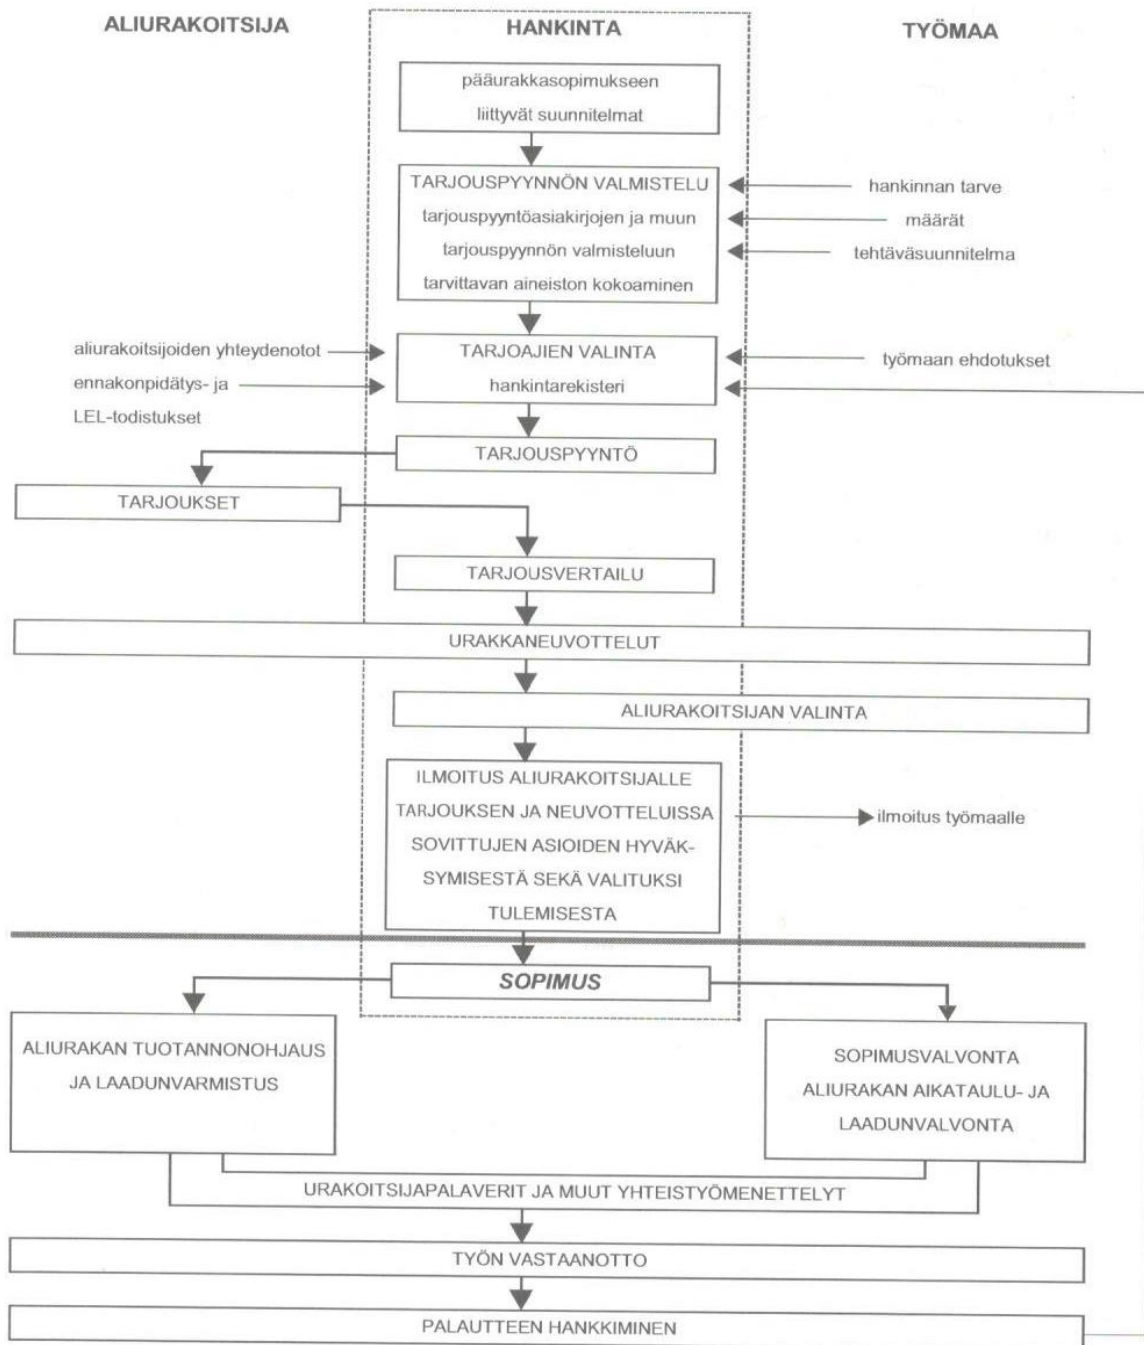 ALIURAKOITSIJA
HANKINTA
TYÖMAA
pääurakkasopimukseen
liittyvät suunnitelmat
TARJOUSPYYNNÖN VALMISTELU
tarjouspyyntöasiakirjojen ja muun
tarjouspyynnön valmisteluun
tarvittavan aineiston kokoaminen
hankinnan tarve
määrät
tehtäväsuunnitelma
aliurakoitsijoiden yhteydenotot
ennakonpidätys- ja
LEL-todistukset
TARJOAJIEN VALINTA
hankintarekisteri
työmaan ehdotukset
TARJOUSPYYNTÖ
TARJOUKSET
TARJOUSVERTAILU
URAKKANEUVOTTELUT
ALIURAKOITSIJAN VALINTA
ILMOITUS ALIURAKOITSIJALLE
TARJOUKSEN JA NEUVOTTELUISSA
SOVITTUJEN ASIOIDEN HYVÄK-
SYMISESTÄ SEKÄ VALITUKSI
TULEMISESTA
ilmoitus työmaalle
SOPIMUS
ALIURAKAN TUOTANNONOHJAUS
JA LAADUNVARMISTUS
SOPIMUSVALVONTA
ALIURAKAN AIKATAULU- JA
LAADUNVALVONTA
URAKOITSIJAPALAVERIT JA MUUT YHTEISTYÖMENETTELYT
TYÖN VASTAANOTTO
PALAUTTEEN HANKKIMINEN